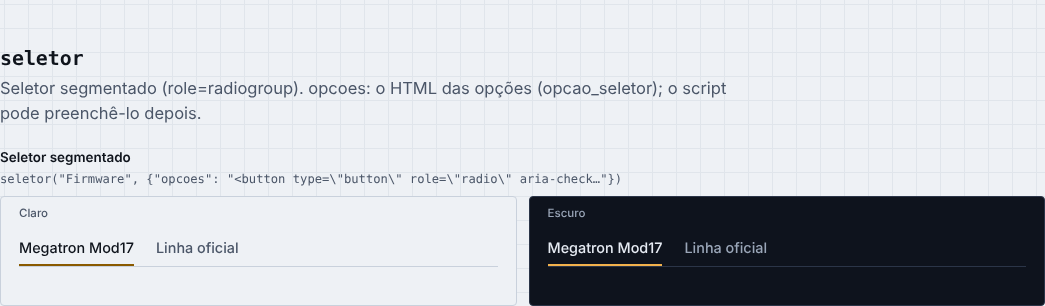 seletor
Seletor segmentado (role=radiogroup). opcoes: o HTML das opções (opcao_seletor); o script
pode preenchê-lo depois.
Seletor segmentado
seletor("Firmware", {"opcoes": "<button type=\"button\" role=\"radio\" aria-check…"})
Claro
Megatron Mod17 Linha oficial
Escuro
Megatron Mod17 Linha oficial